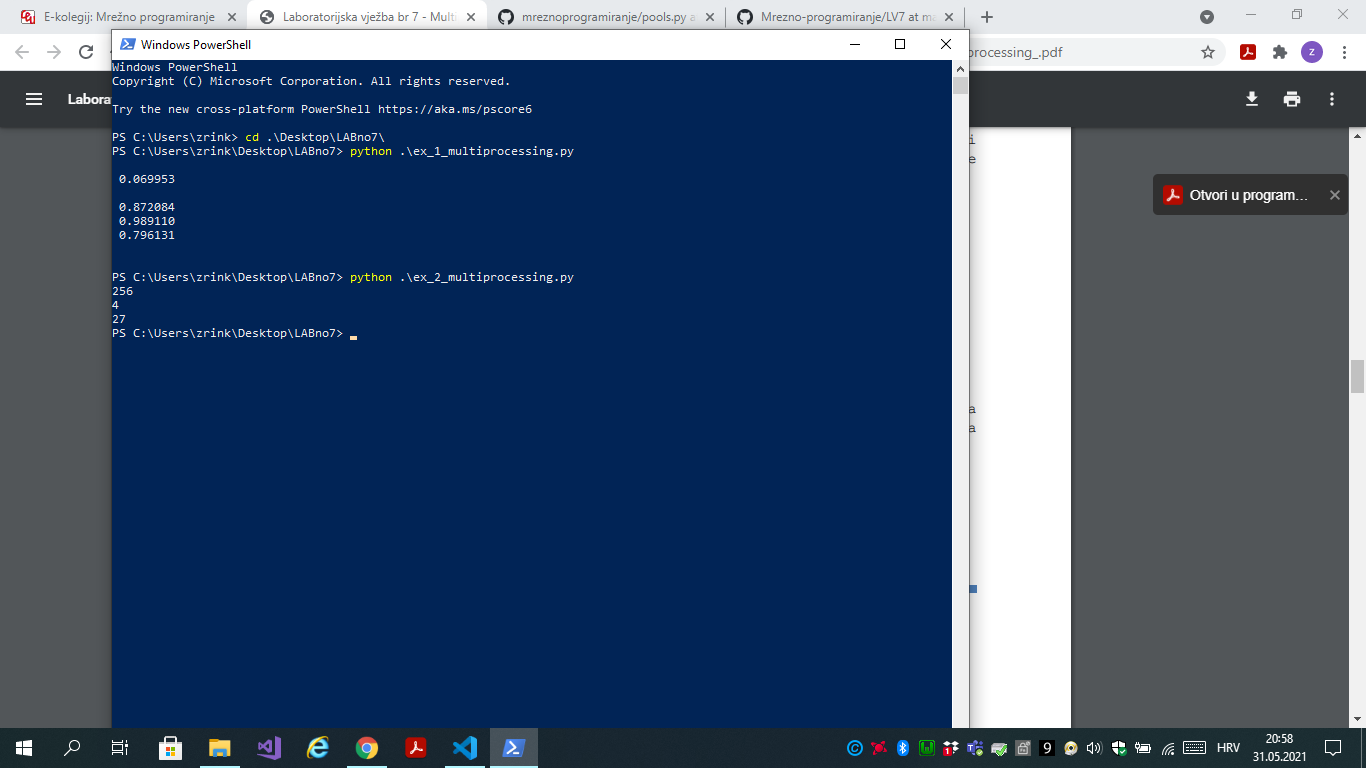 E-kolegij: Mrežno programiranje
Laboratorijska vježba br 7 - Multi
mreznoprogramiranje/pools.py a
Mrezno-programiranje/LV7 at ma
Windows PowerShell
processing_.pdf
z
Labora
Windows PowerShell
Copyright (C) Microsoft Corporation. All rights reserved.
Try the new cross-platform PowerShell https://aka.ms/pscore6
PS C:\Users\zrink> cd .\Desktop\LABno7\
PS C:\Users\zrink\Desktop\LABno7> python .\ex_1_multiprocessing.py
0.069953
0.872084
0.989110
0.796131
PS C:\Users\zrink\Desktop\LABno7> python .\ex_2_multiprocessing.py
256
4
27
PS C:\Users\zrink\Desktop\LABno7>
i
e
Otvori u program...
a
a
9
HRV
20:58
31.05.2021